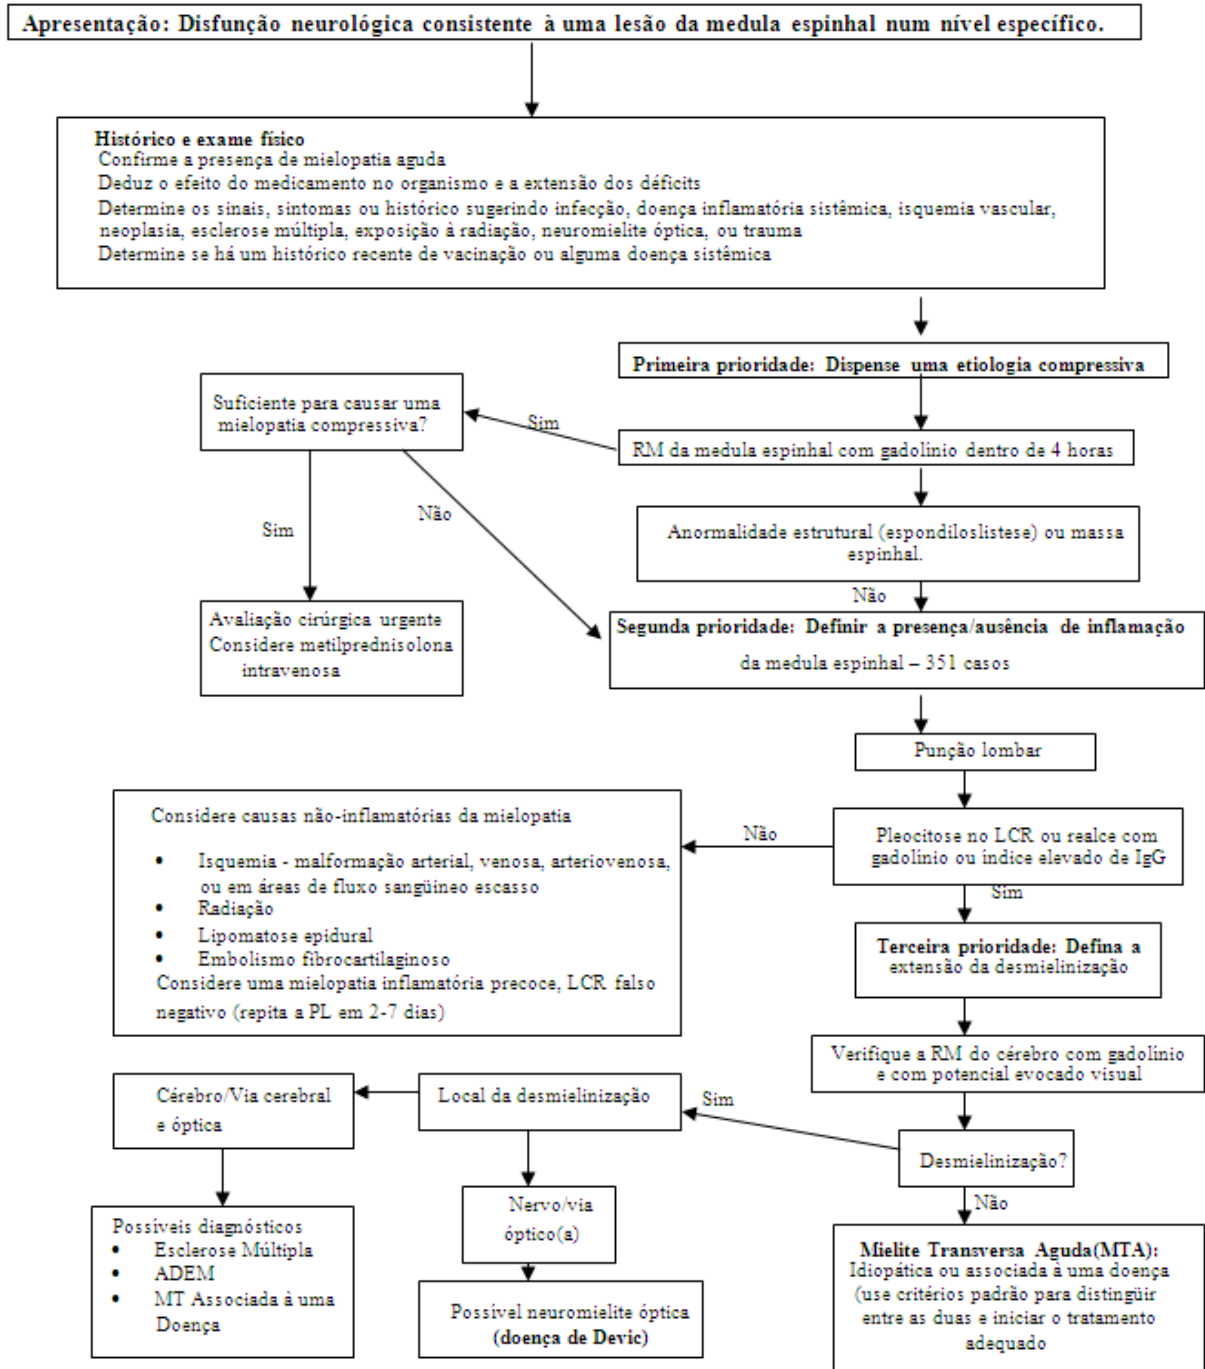 Apresentação: Disfunção neurológica consistente à uma lesão da medula espinhal num nível específico.
Histórico e exame físico
Confirme a presença de mielopatia aguda
Deduz o efeito do medicamento no organismo e a extensão dos déficits
Determine os sinais, sintomas ou histórico sugerindo infecção, doença inflamatória sistêmica, isquemia vascular,
neoplasia, esclerose múltipla, exposição à radiação, neuromielite óptica, ou trauma
Determine se há um histórico recente de vacinação ou alguma doença sistêmica
Primeira prioridade: Dispense uma etiologia compressiva
Suficiente para causar uma
mielopatia compressiva?
Sim
RM da medula espinhal com gadolínio dentro de 4 horas
Sim
Não
Anormalidade estrutural (espondiloslistese) ou massa
espinhal.
Não
Avaliação cirúrgica urgente
Considere metilprednisolona
intravenosa
Segunda prioridade: Definir a presença/ausência de inflamação
da medula espinhal – 351 casos
Punção lombar
Considere causas não-inflamatórias da mielopatia
• Isquemia - malformação arterial, venosa, arteriovenosa,
ou em áreas de fluxo sangüineo escasso
• Radiação
• Lipomatose epidural
• Embolismo fibrocartilaginoso
Considere uma mielopatia inflamatória precoce, LCR falso
negativo (repita a PL em 2-7 dias)
Não
Pleocitose no LCR ou realce com
gadolínio ou índice elevado de IgG
Sim
Terceira prioridade: Defina a
extensão da desmielinização
Verifique a RM do cérebro com gadolínio
e com potencial evocado visual
Cérebro/Via cerebral
e óptica
Local da desmielinização
Sim
Desmielinização?
Não
Possíveis diagnósticos
• Esclerose Múltipla
• ADEM
• MT Associada à uma
Doença
Nervo/via
óptico(a)
Possível neuromielite óptica
(doença de Devic)
Mielite Transversa Aguda(MTA):
Idiopática ou associada à uma doença
(use critérios padrão para distingüir
entre as duas e iniciar o tratamento
adequado